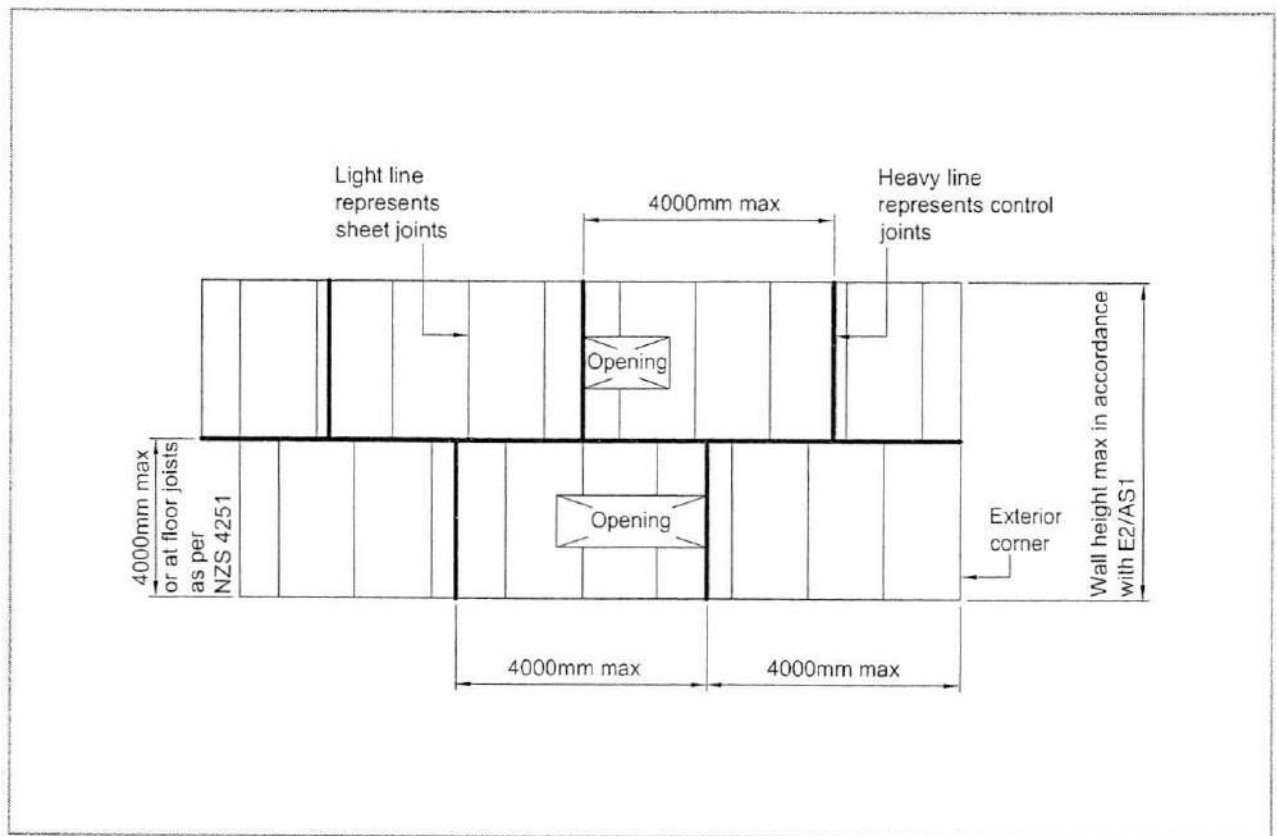 Light line
represents
sheet joints
4000mm max
Heavy line
represents control
joints
Opening
4000mm max
or at floor joists
as per
NZS 4251
Opening
Exterior
corner
Wall height max in accordance
with E2/AS1
4000mm max
4000mm max